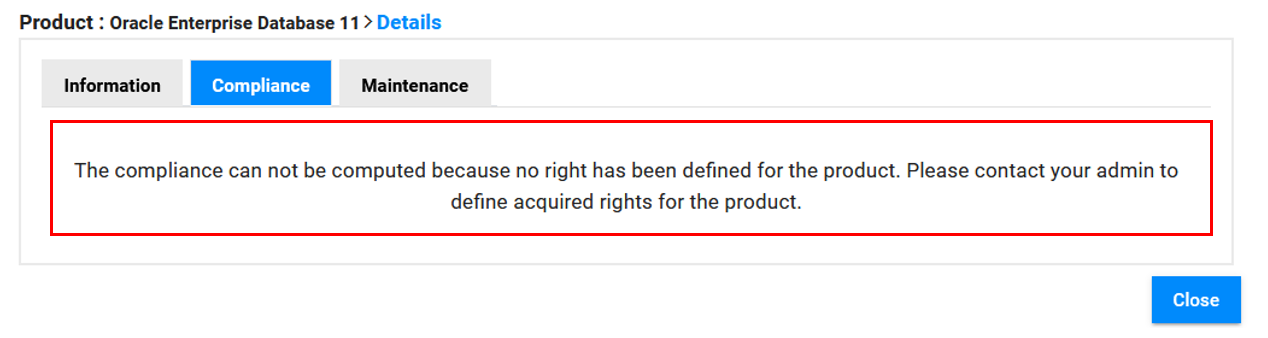 Product : Oracle Enterprise Database 11 > Details
Information Compliance Maintenance
The compliance can not be computed because no right has been defined for the product. Please contact your admin to
define acquired rights for the product.
Close